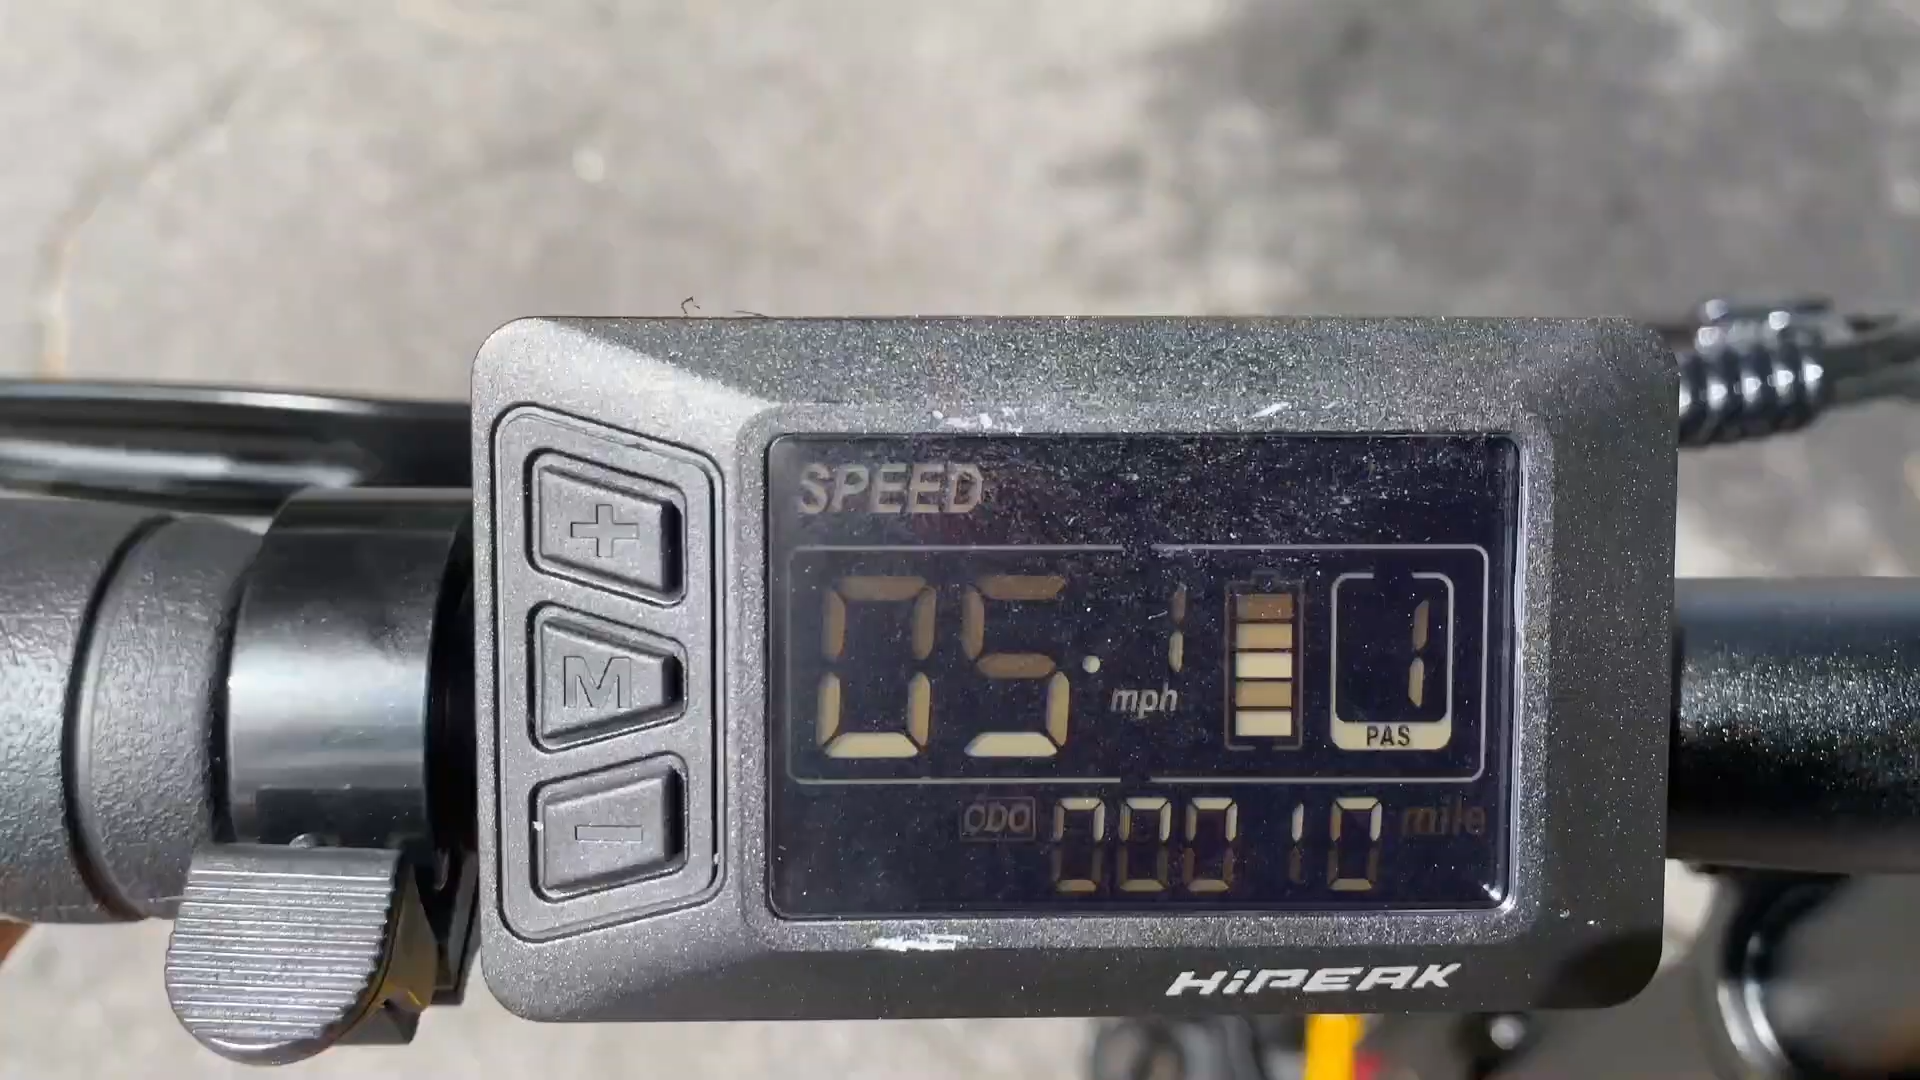 SPEED
+
05.1
mph
1
PAS
M
ODO 00010 mile
HiPEAK